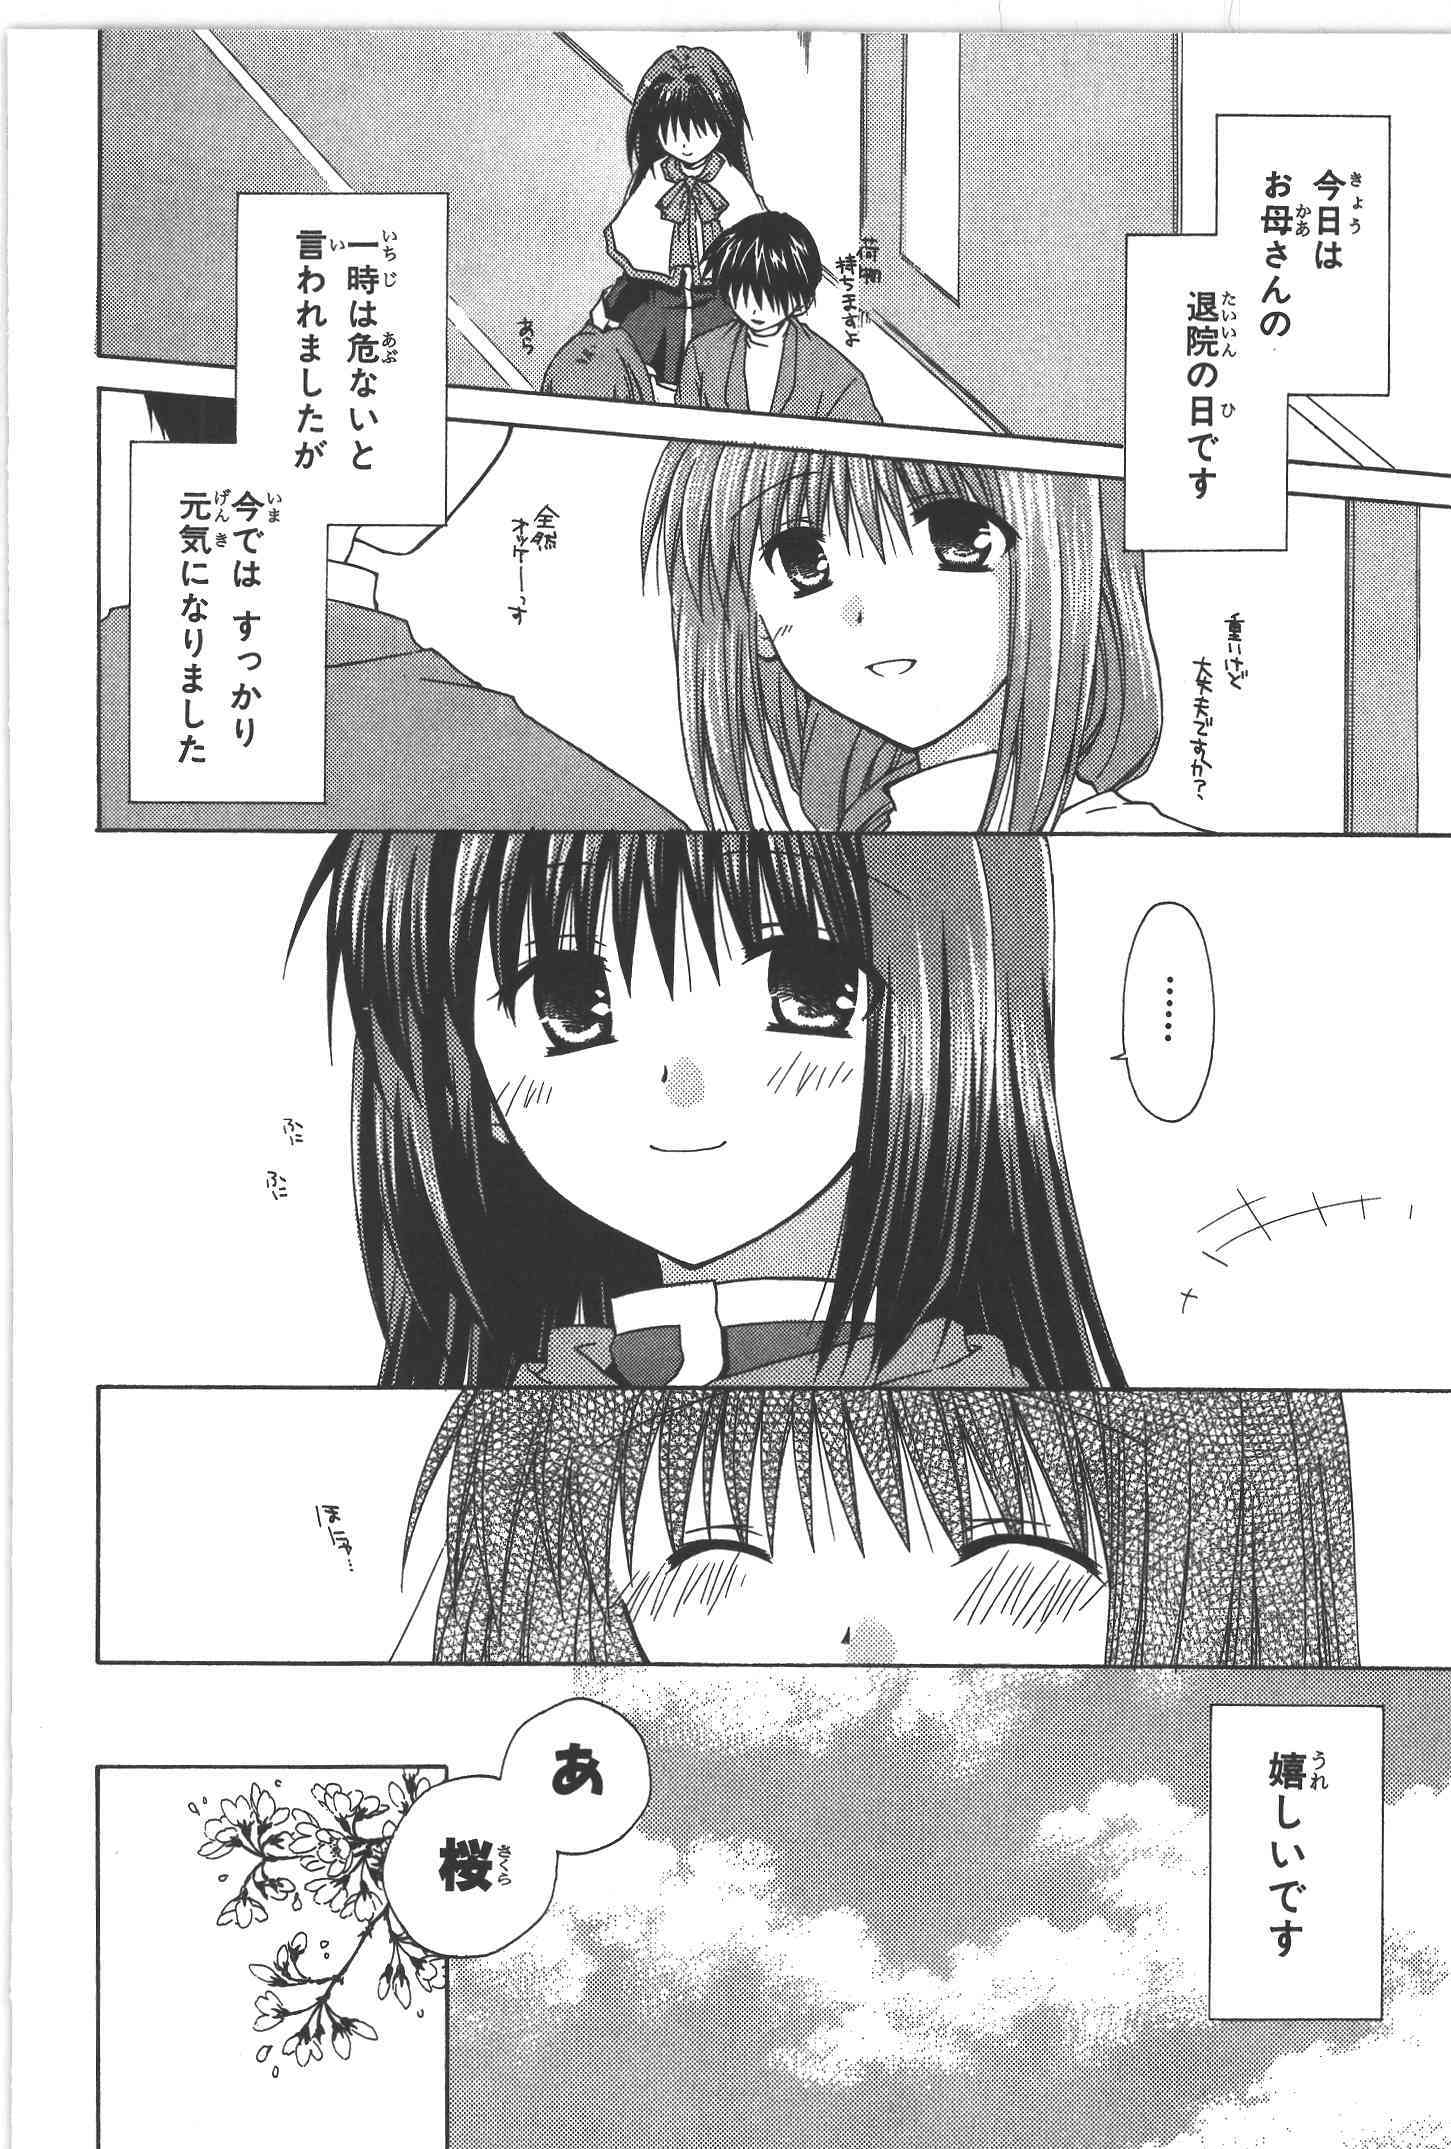 今日は
お母さんの
退院の日です
荷物
持ちますよ
あら
一時は危ないと
言われましたが
今では すっかり
元気になりました
重いけど
大丈夫ですか?
全然
オッケーっす
……
ふに
ふに
ほにゃ…
嬉しいです
あ
桜